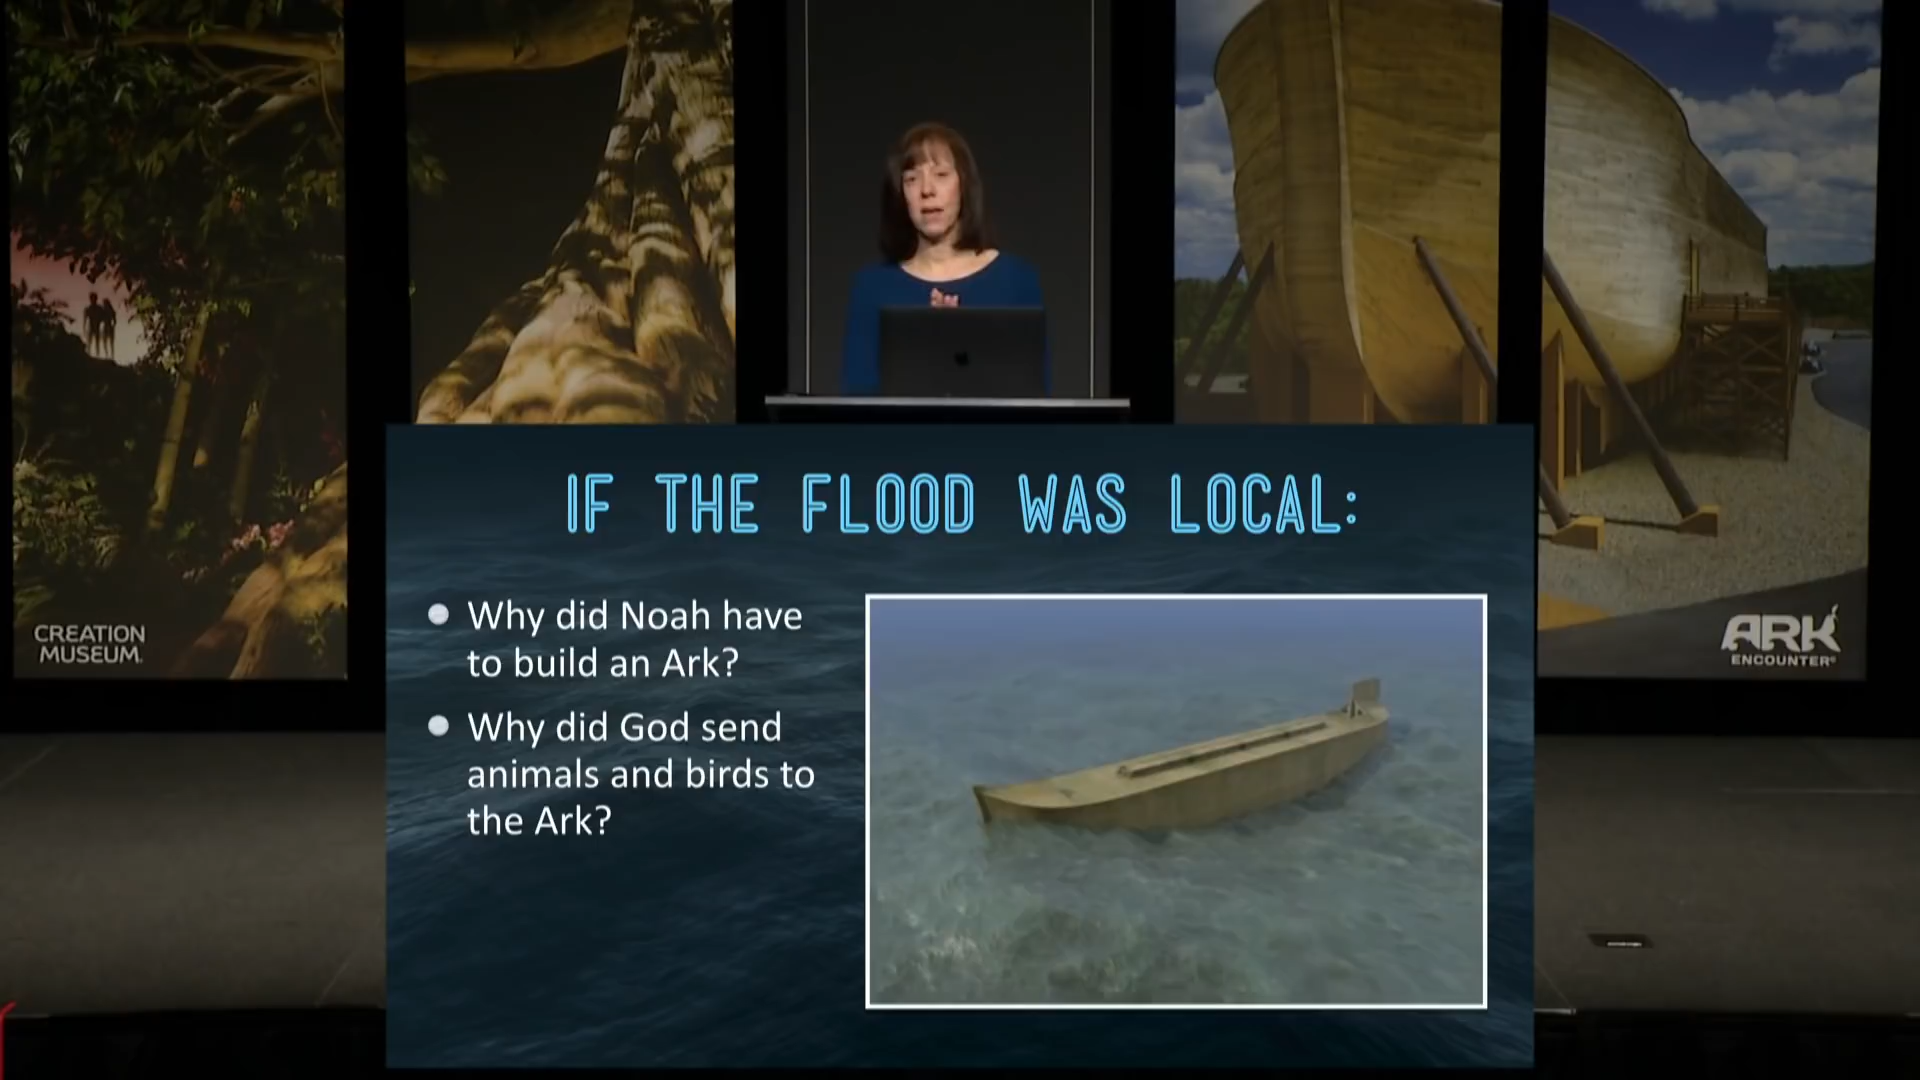 IF THE FLOOD WAS LOCAL:
Why did Noah have
to build an Ark?
Why did God send
animals and birds to
the Ark?
CREATION
MUSEUM
ARK
ENCOUNTER